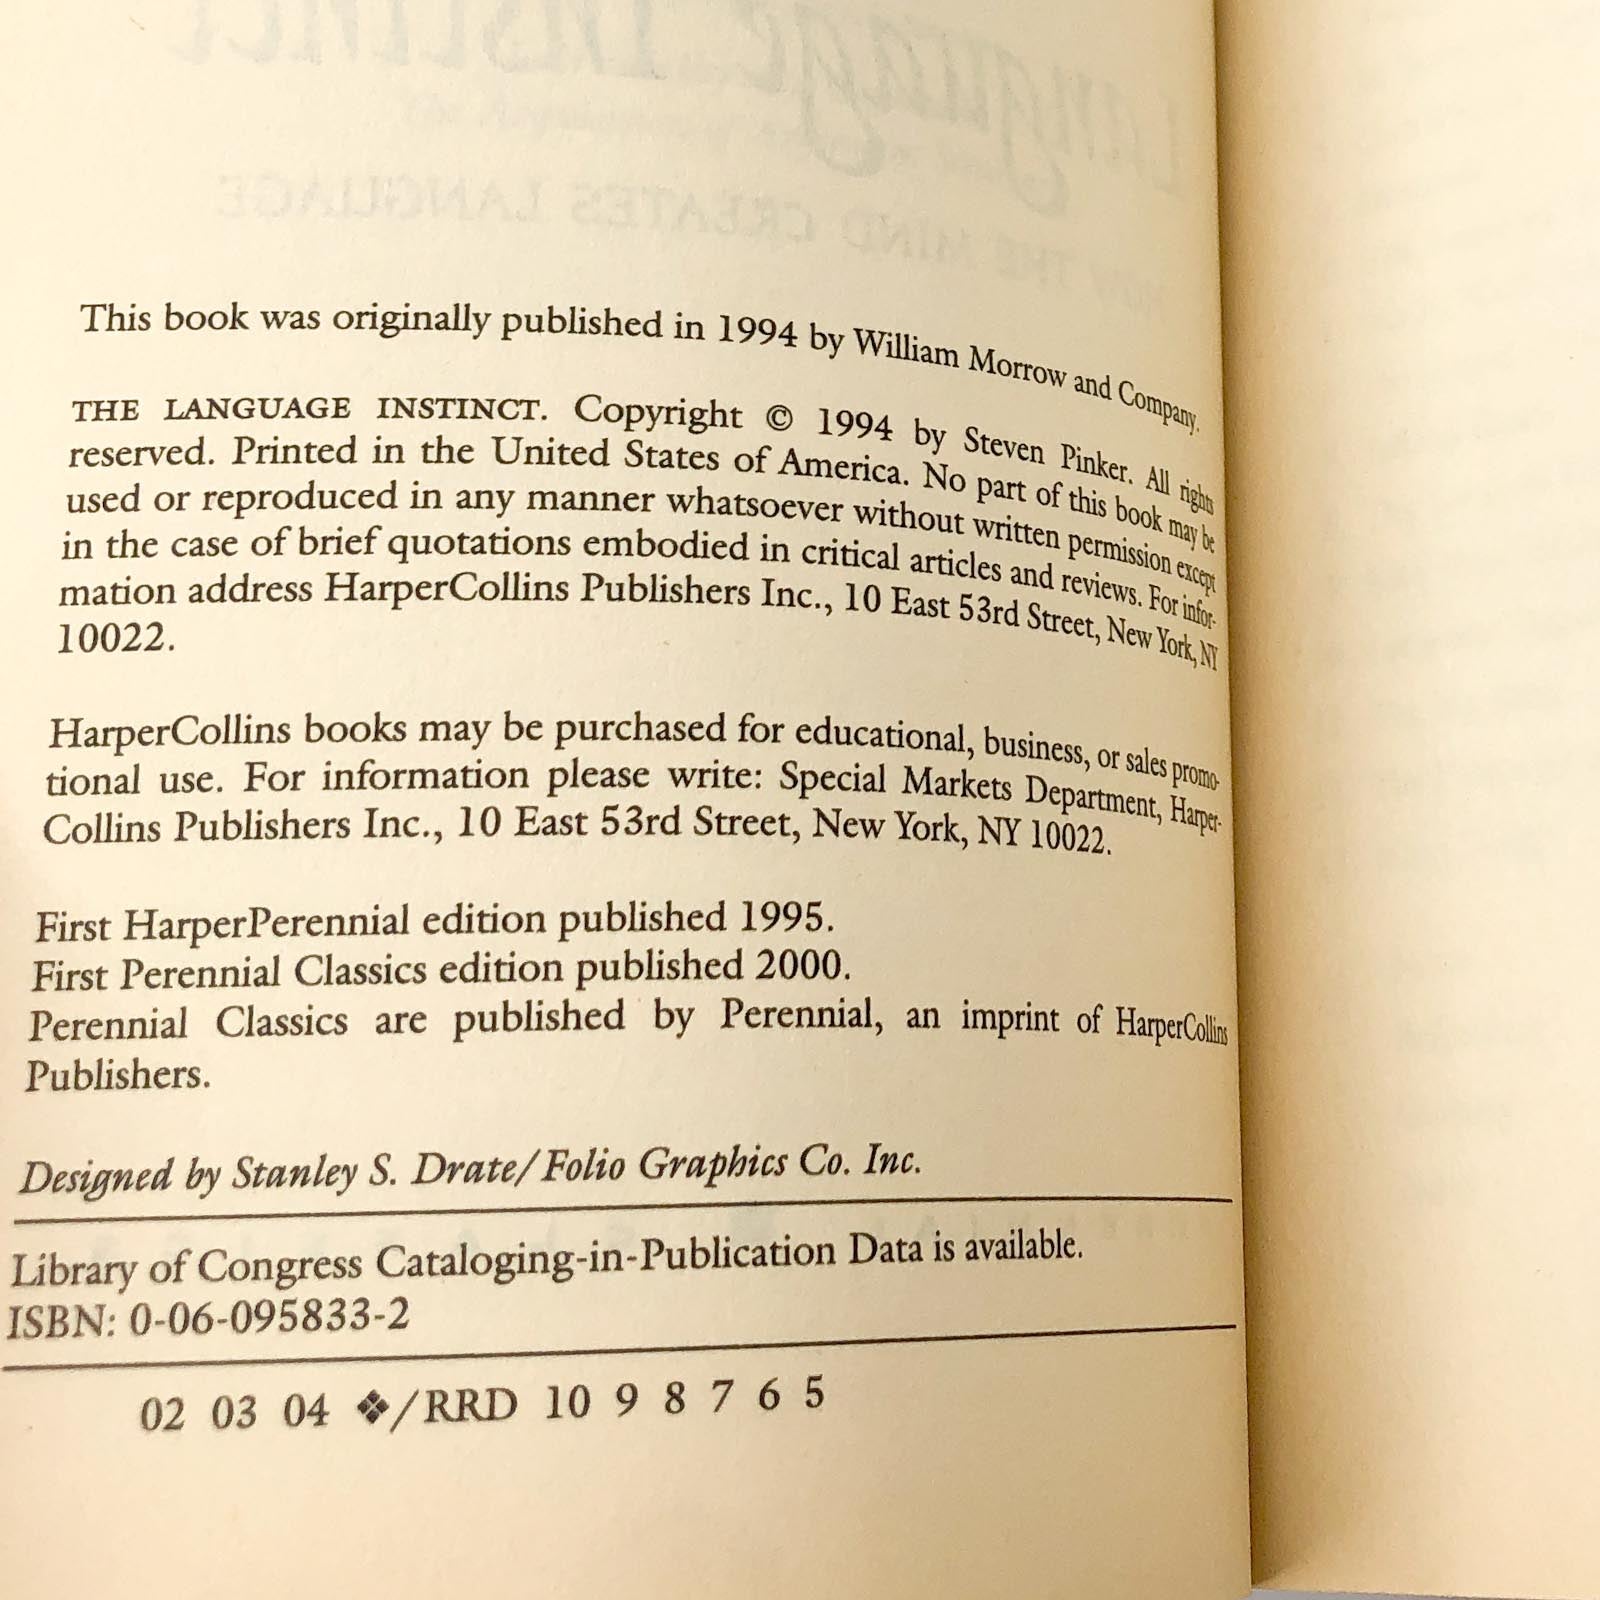 This book was originally published in 1994 by William Morrow and Company.
THE LANGUAGE INSTINCT. Copyright © 1994 by Steven Pinker. All rights
reserved. Printed in the United States of America. No part of this book may be
used or reproduced in any manner whatsoever without written permission except
in the case of brief quotations embodied in critical articles and reviews. For infor-
mation address HarperCollins Publishers Inc., 10 East 53rd Street, New York, NY
10022.
HarperCollins books may be purchased for educational, business, or sales promo-
tional use. For information please write: Special Markets Department, Harper-
Collins Publishers Inc., 10 East 53rd Street, New York, NY 10022.
First HarperPerennial edition published 1995.
First Perennial Classics edition published 2000.
Perennial Classics are published by Perennial, an imprint of HarperCollins
Publishers.
Designed by Stanley S. Drate/Folio Graphics Co. Inc.
Library of Congress Cataloging-in-Publication Data is available.
ISBN: 0-06-095833-2
02 03 04 ❖/RRD 10 9 8 7 6 5